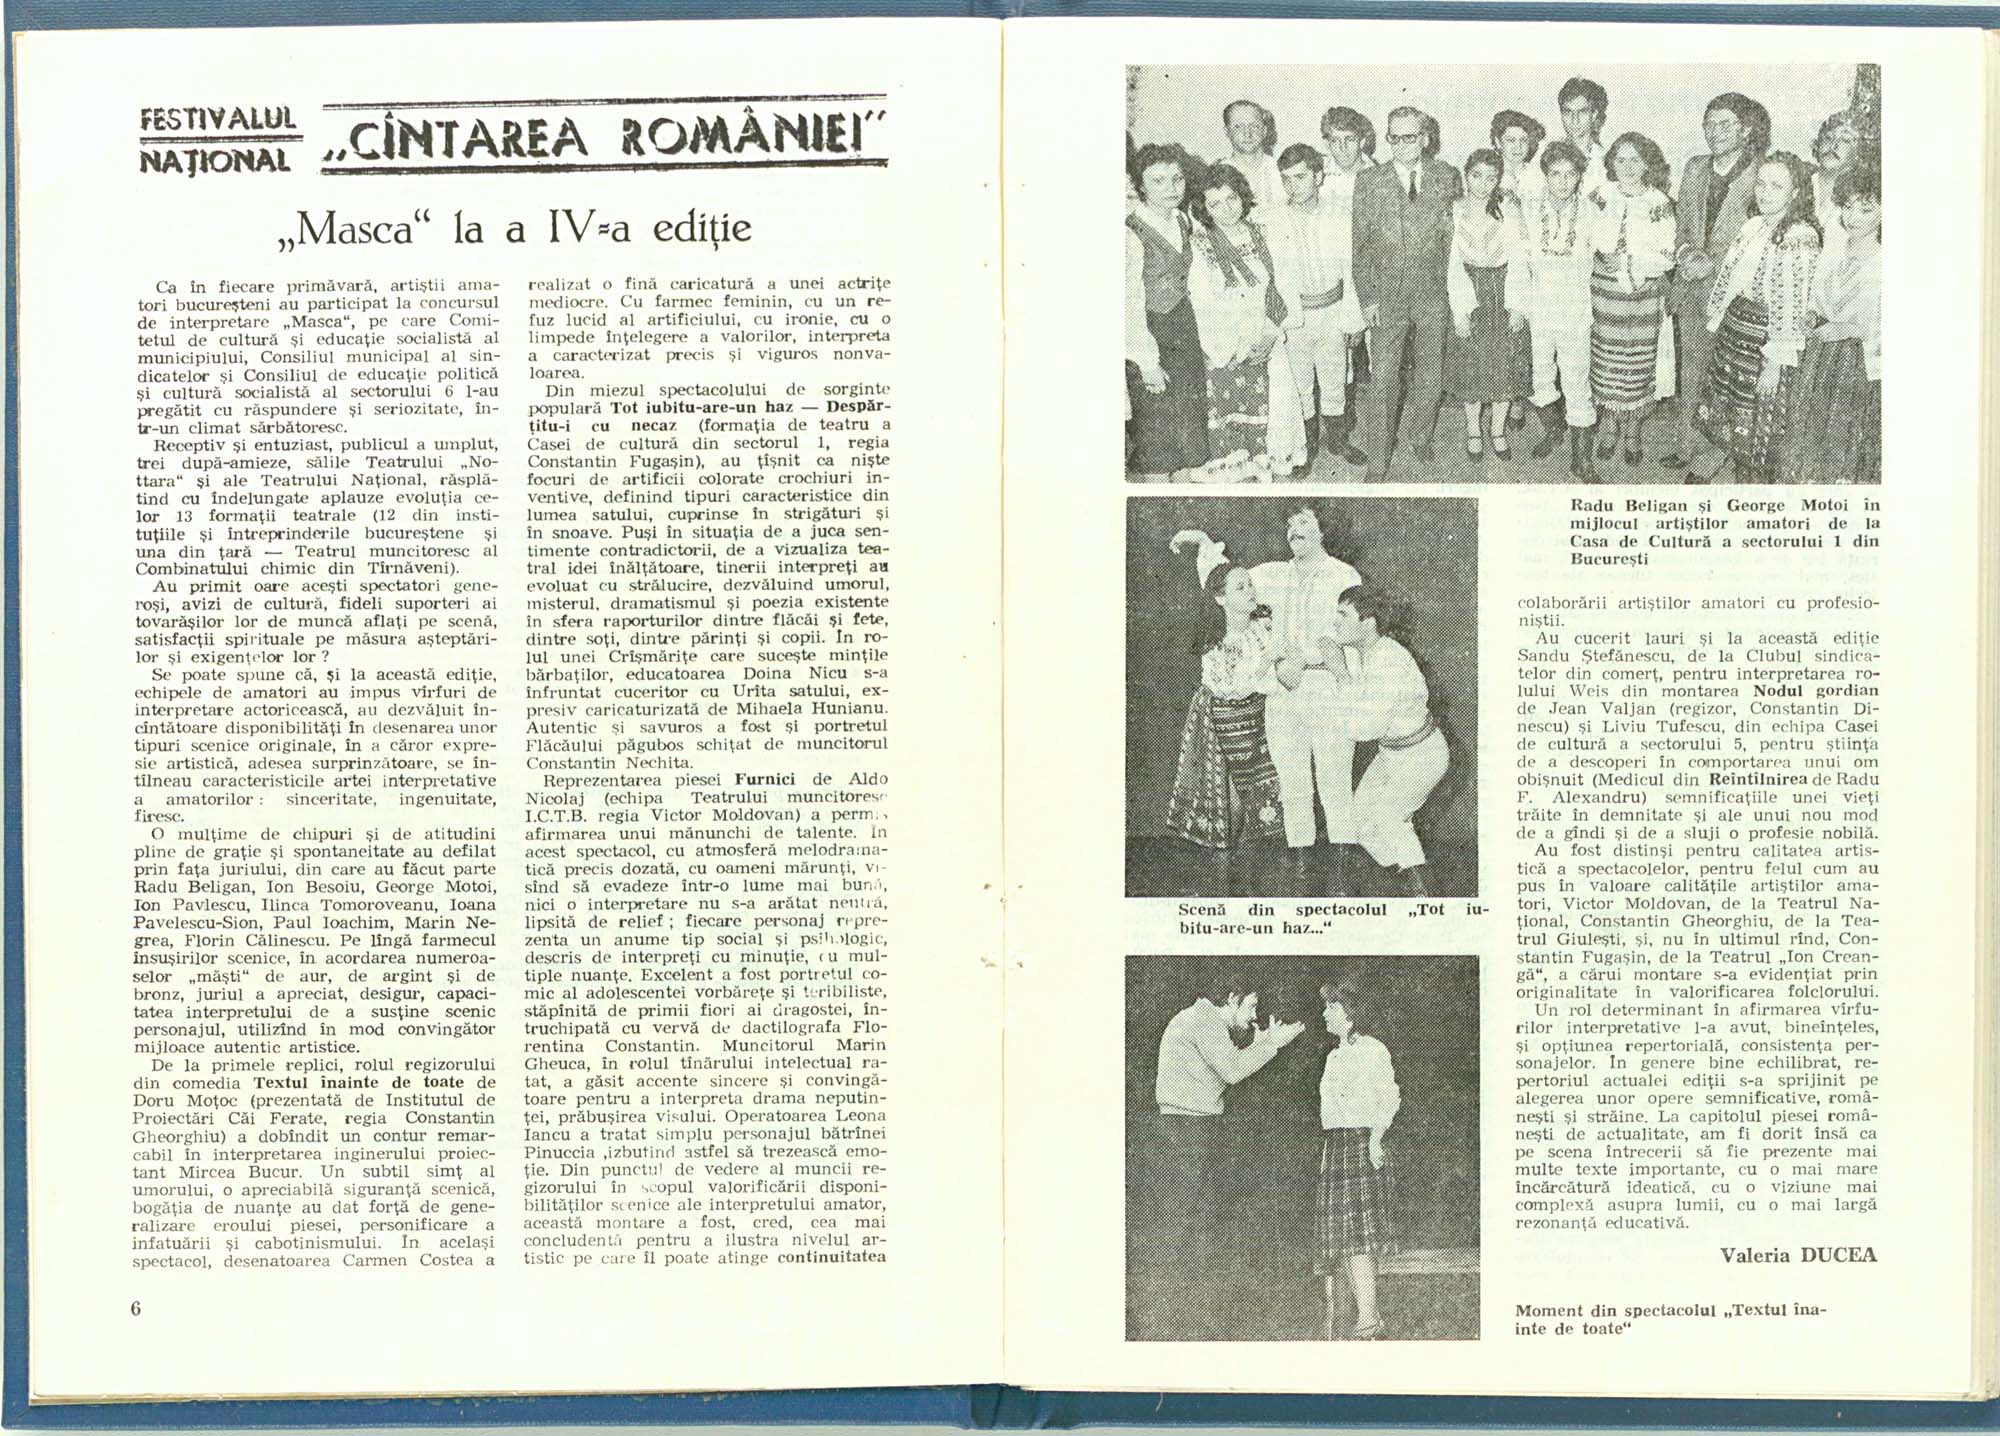 FESTIVALUL
NAȚIONAL
„CÎNTAREA ROMÂNIEI”
„Masca“ la a IV-a ediție
Ca în fiecare primăvară, artiștii ama-
tori bucureșteni au participat la concursul
de interpretare „Masca“, pe care Comi-
tetul de cultură și educație socialistă al
municipiului, Consiliul municipal al sin-
dicatelor și Consiliul de educație politică
și cultură socialistă al sectorului 6 l-au
pregătit cu răspundere și seriozitate, în-
tr-un climat sărbătoresc.
Receptiv și entuziast, publicul a umplut,
trei după-amieze, sălile Teatrului „No-
ttara“ și ale Teatrului Național, răsplă-
tind cu îndelungate aplauze evoluția ce-
lor 13 formații teatrale (12 din insti-
tuțiile și întreprinderile bucureștene și
una din țară — Teatrul muncitoresc al
Combinatului chimic din Tîrnăveni).
Au primit oare acești spectatori gene-
roși, avizi de cultură, fideli suporteri ai
tovarășilor lor de muncă aflați pe scenă,
satisfacții spirituale pe măsura așteptări-
lor și exigențelor lor ?
Se poate spune că, și la această ediție,
echipele de amatori au impus vîrfuri de
interpretare actoricească, au dezvăluit în-
cîntătoare disponibilități în desenarea unor
tipuri scenice originale, în a căror expre-
sie artistică, adesea surprinzătoare, se în-
tîlneau caracteristicile artei interpretative
a amatorilor : sinceritate, ingenuitate,
firesc.
O mulțime de chipuri și de atitudini
pline de grație și spontaneitate au defilat
prin fața juriului, din care au făcut parte
Radu Beligan, Ion Besoiu, George Motoi,
Ion Pavlescu, Ilinca Tomoroveanu, Ioana
Pavelescu-Sion, Paul Ioachim, Marin Ne-
grea, Florin Călinescu. Pe lîngă farmecul
însușirilor scenice, în acordarea numeroa-
selor „măști“ de aur, de argint și de
bronz, juriul a apreciat, desigur, capaci-
tatea interpretului de a susține scenic
personajul, utilizînd în mod convingător
mijloace autentic artistice.
De la primele replici, rolul regizorului
din comedia Textul înainte de toate de
Doru Moțoc (prezentată de Institutul de
Proiectări Căi Ferate, regia Constantin
Gheorghiu) a dobîndit un contur remar-
cabil în interpretarea inginerului proiec-
tant Mircea Bucur. Un subtil simț al
umorului, o apreciabilă siguranță scenică,
bogăția de nuanțe au dat forță de gene-
ralizare eroului piesei, personificare a
infatuării și cabotinismului. În același
spectacol, desenatoarea Carmen Costea a
6
realizat o fină caricatură a unei actrițe
mediocre. Cu farmec feminin, cu un re-
fuz lucid al artificiului, cu ironie, cu o
limpede înțelegere a valorilor, interpreta
a caracterizat precis și viguros nonva-
loarea.
Din miezul spectacolului de sorginte
populară Tot iubitu-are-un haz — Despăr-
țitu-i cu necaz (formația de teatru a
Casei de cultură din sectorul 1, regia
Constantin Fugașin), au țîșnit ca niște
focuri de artificii colorate crochiuri in-
ventive, definind tipuri caracteristice din
lumea satului, cuprinse în strigături și
în snoave. Puși în situația de a juca sen-
timente contradictorii, de a vizualiza tea-
tral idei înălțătoare, tinerii interpreți au
evoluat cu strălucire, dezvăluind umorul,
misterul, dramatismul și poezia existente
în sfera raporturilor dintre flăcăi și fete,
dintre soți, dintre părinți și copii. În ro-
lul unei Crîșmărițe care sucește mințile
bărbaților, educatoarea Doina Nicu s-a
înfruntat cuceritor cu Urîta satului, ex-
presiv caricaturizată de Mihaela Hunianu.
Autentic și savuros a fost și portretul
Flăcăului păgubos schițat de muncitorul
Constantin Nechita.
Reprezentarea piesei Furnici de Aldo
Nicolaj (echipa Teatrului muncitoresc
I.C.T.B. regia Victor Moldovan) a permis
afirmarea unui mănunchi de talente. În
acest spectacol, cu atmosferă melodrama-
tică precis dozată, cu oameni mărunți, vi-
sînd să evadeze într-o lume mai bună,
nici o interpretare nu s-a arătat neutră,
lipsită de relief ; fiecare personaj repre-
zenta un anume tip social și psihologic,
descris de interpreți cu minuție, cu mul-
tiple nuanțe. Excelent a fost portretul co-
mic al adolescentei vorbărețe și teribiliste,
stăpînită de primii fiori ai dragostei, în-
truchipată cu vervă de dactilografa Flo-
rentina Constantin. Muncitorul Marin
Gheuca, în rolul tînărului intelectual ra-
tat, a găsit accente sincere și convingă-
toare pentru a interpreta drama neputin-
ței, prăbușirea visului. Operatoarea Leona
Iancu a tratat simplu personajul bătrînei
Pinuccia ,izbutind astfel să trezească emo-
ție. Din punctul de vedere al muncii re-
gizorului în scopul valorificării disponi-
bilităților scenice ale interpretului amator,
această montare a fost, cred, cea mai
concludentă pentru a ilustra nivelul ar-
tistic pe care îl poate atinge continuitatea
Radu Beligan și George Motoi în
mijlocul artiștilor amatori de la
Casa de Cultură a sectorului 1 din
București
Scenă din spectacolul „Tot iu-
bitu-are-un haz...“
colaborării artiștilor amatori cu profesio-
niștii.
Au cucerit lauri și la această ediție
Sandu Ștefănescu, de la Clubul sindica-
telor din comerț, pentru interpretarea ro-
lului Weis din montarea Nodul gordian
de Jean Valjan (regizor, Constantin Di-
nescu) și Liviu Tufescu, din echipa Casei
de cultură a sectorului 5, pentru știința
de a descoperi în comportarea unui om
obișnuit (Medicul din Reîntîlnirea de Radu
F. Alexandru) semnificațiile unei vieți
trăite în demnitate și ale unui nou mod
de a gîndi și de a sluji o profesie nobilă.
Au fost distinși pentru calitatea artis-
tică a spectacolelor, pentru felul cum au
pus în valoare calitățile artiștilor ama-
tori, Victor Moldovan, de la Teatrul Na-
țional, Constantin Gheorghiu, de la Tea-
trul Giulești, și, nu în ultimul rînd, Con-
stantin Fugașin, de la Teatrul „Ion Crean-
gă“, a cărui montare s-a evidențiat prin
originalitate în valorificarea folclorului.
Un rol determinant în afirmarea vîrfu-
rilor interpretative l-a avut, bineînțeles,
și opțiunea repertorială, consistența per-
sonajelor. În genere bine echilibrat, re-
pertoriul actualei ediții s-a sprijinit pe
alegerea unor opere semnificative, româ-
nești și străine. La capitolul piesei româ-
nești de actualitate, am fi dorit însă ca
pe scena întrecerii să fie prezente mai
multe texte importante, cu o mai mare
încărcătură ideatică, cu o viziune mai
complexă asupra lumii, cu o mai largă
rezonanță educativă.
Valeria DUCEA
Moment din spectacolul „Textul îna-
inte de toate“